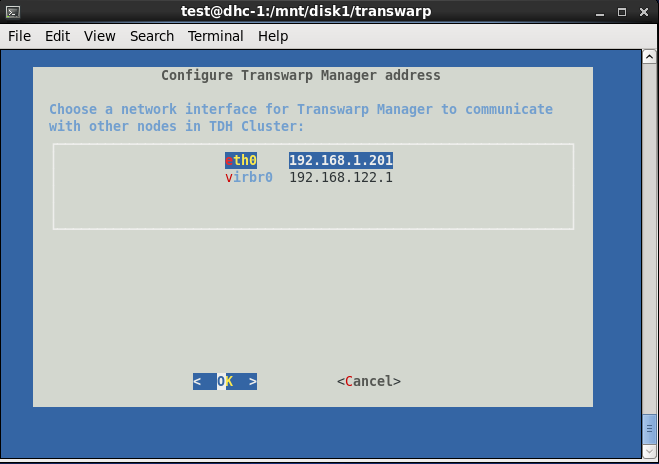 test@dhc-1:/mnt/disk1/transwarp
File Edit View Search Terminal Help
Configure Transwarp Manager address
Choose a network interface for Transwarp Manager to communicate
with other nodes in TDH Cluster:
eth0 192.168.1.201
virbr0 192.168.122.1
< OK > <Cancel>